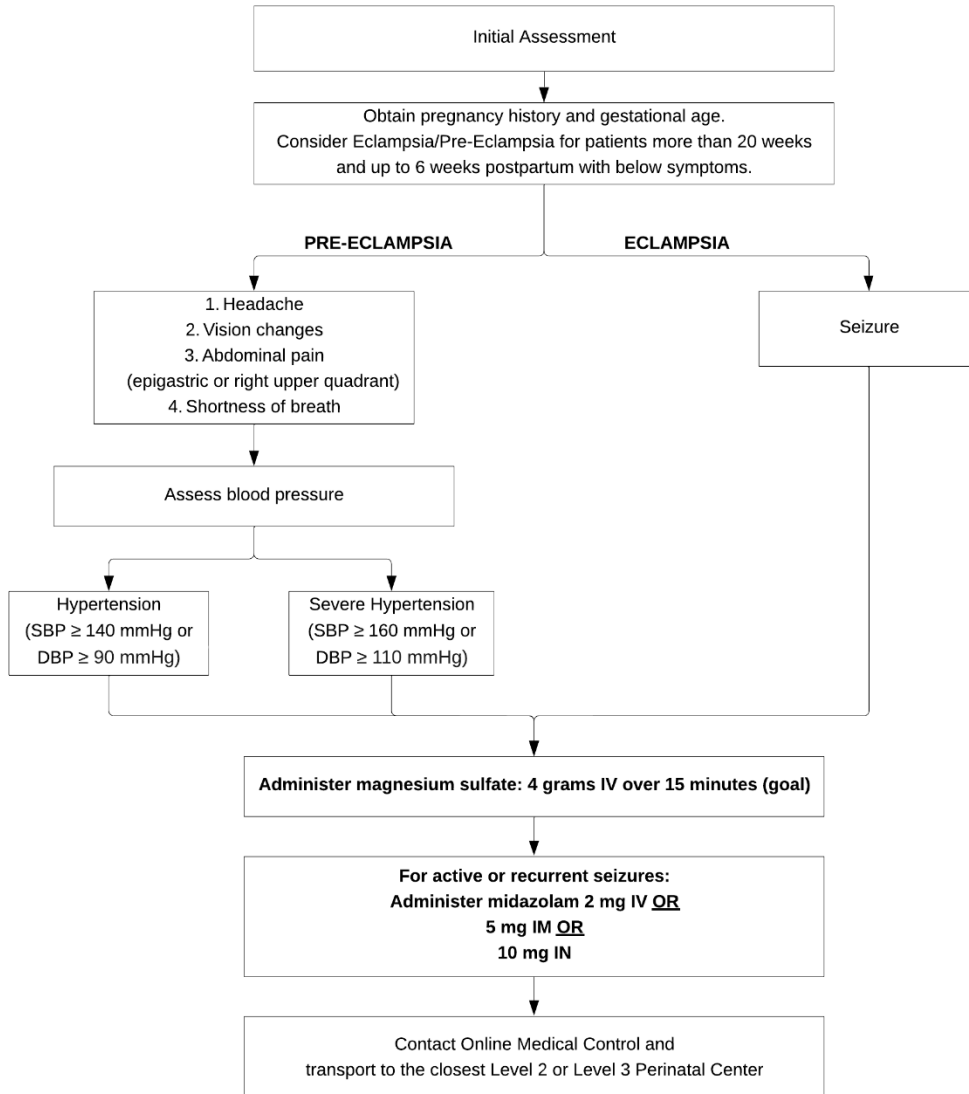 Initial Assessment
Obtain pregnancy history and gestational age.
Consider Eclampsia/Pre-Eclampsia for patients more than 20 weeks
and up to 6 weeks postpartum with below symptoms.
PRE-ECLAMPSIA
ECLAMPSIA
1. Headache
2. Vision changes
3. Abdominal pain
(epigastric or right upper quadrant)
4. Shortness of breath
Seizure
Assess blood pressure
Hypertension
(SBP ≥ 140 mmHg or
DBP ≥ 90 mmHg)
Severe Hypertension
(SBP ≥ 160 mmHg or
DBP ≥ 110 mmHg)
Administer magnesium sulfate: 4 grams IV over 15 minutes (goal)
For active or recurrent seizures:
Administer midazolam 2 mg IV OR
5 mg IM OR
10 mg IN
Contact Online Medical Control and
transport to the closest Level 2 or Level 3 Perinatal Center